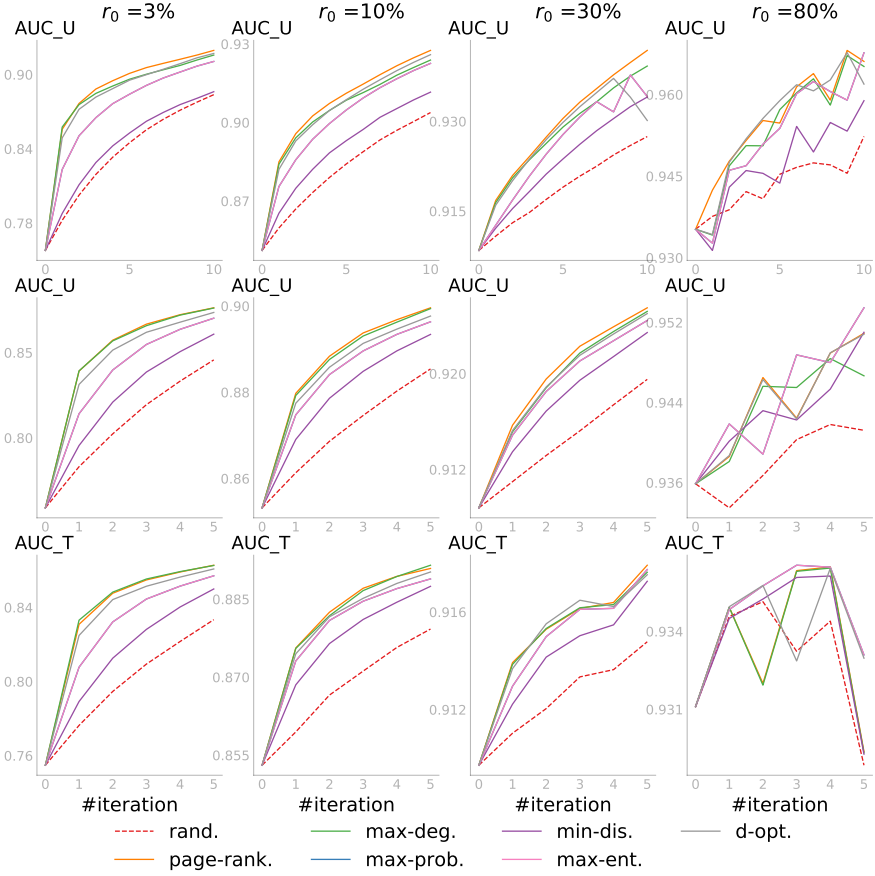 r₀ =3% r₀ =10% r₀ =30% r₀ =80%
AUC_U AUC_U AUC_U AUC_U
0.90 0.84 0.78
0 5 10
0.93 0.90 0.87
0 5 10
0.930 0.915
0 5 10
0.960 0.945 0.930
0 5 10
AUC_U AUC_U AUC_U AUC_U
0.85 0.80
0 1 2 3 4 5
0.90 0.88 0.86
0 1 2 3 4 5
0.920 0.912
0 1 2 3 4 5
0.952 0.944 0.936
0 1 2 3 4 5
AUC_T AUC_T AUC_T AUC_T
0.84 0.80 0.76
0 1 2 3 4 5
0.885 0.870 0.855
0 1 2 3 4 5
0.916 0.912
0 1 2 3 4 5
0.934 0.931
0 1 2 3 4 5
#iteration #iteration #iteration #iteration
rand. max-deg. min-dis. d-opt.
page-rank. max-prob. max-ent.